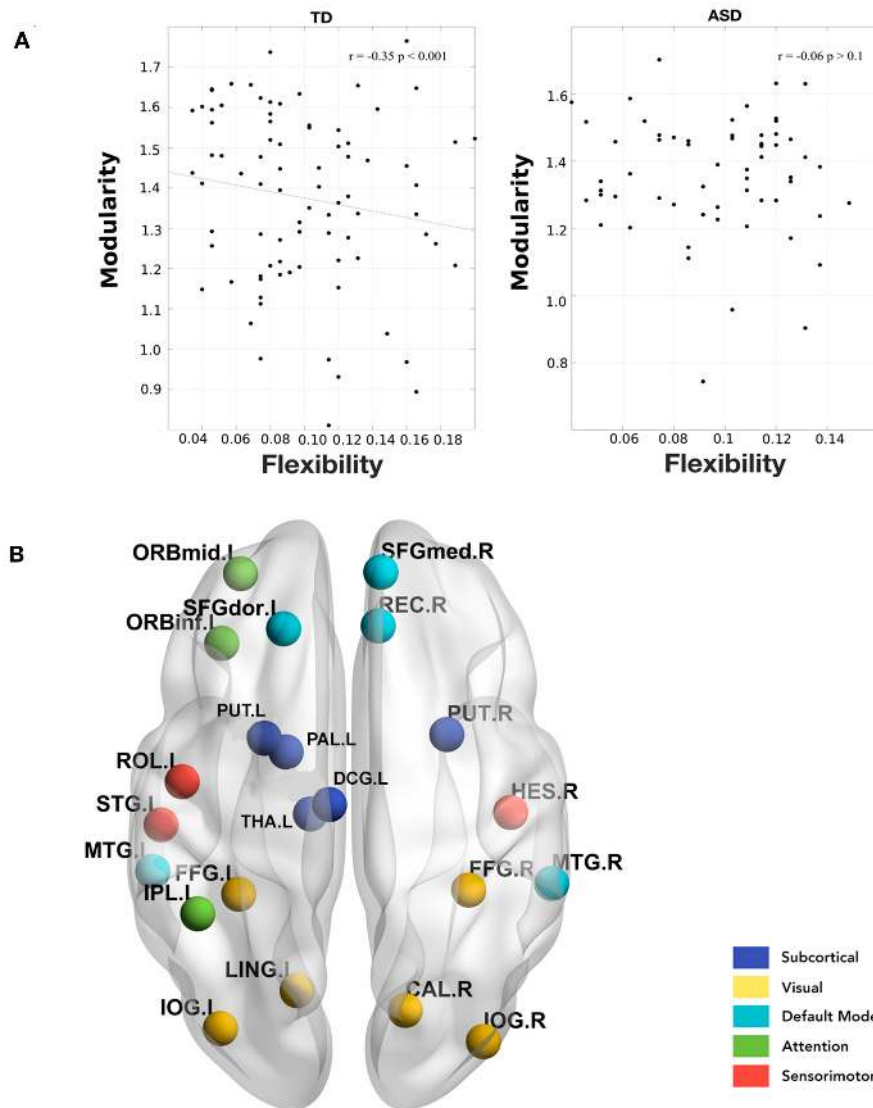 A
TD
ASD
r = -0.35 p < 0.001
r = -0.06 p > 0.1
1.7
1.6
1.5
1.4
1.3
1.2
1.1
1.0
0.9
Modularity
0.04 0.06 0.08 0.10 0.12 0.14 0.16 0.18
Flexibility
1.6
1.4
1.2
1.0
0.8
Modularity
0.06 0.08 0.1 0.12 0.14
Flexibility
B
ORBmid.l
SFGmed.R
SFGdor.l
REC.R
ORBinf.l
PUT.L
PUT.R
PAL.L
ROL.l
DCG.L
HES.R
STG.l
THA.L
MTG.l
FFG.l
FFG.R
MTG.R
IPL.l
LING.l
CAL.R
IOG.l
IOG.R
Subcortical
Visual
Default Mode
Attention
Sensorimotor